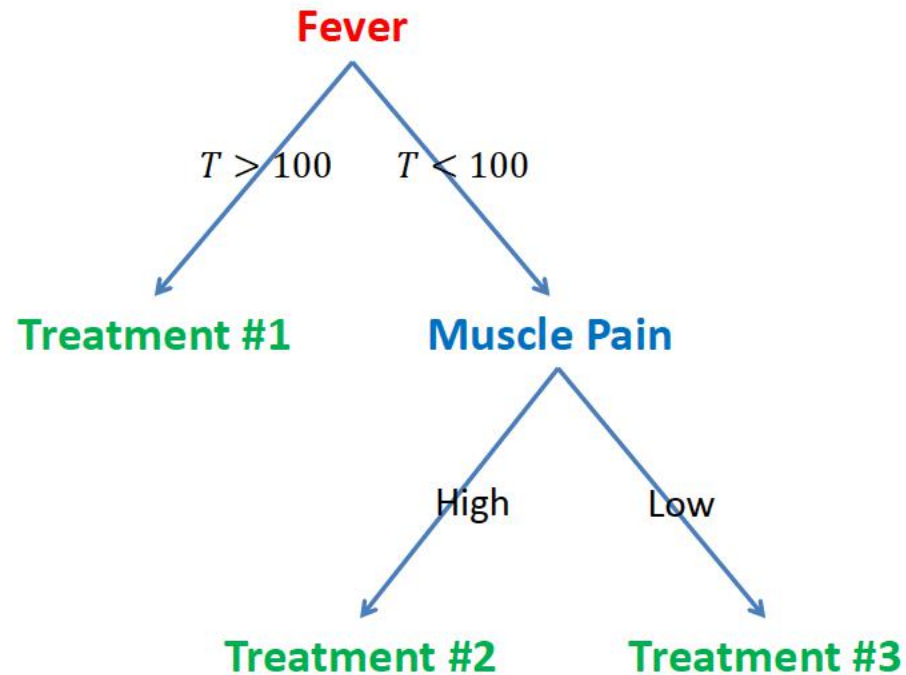 Fever
T > 100
T < 100
Treatment #1
Muscle Pain
High
Low
Treatment #2
Treatment #3